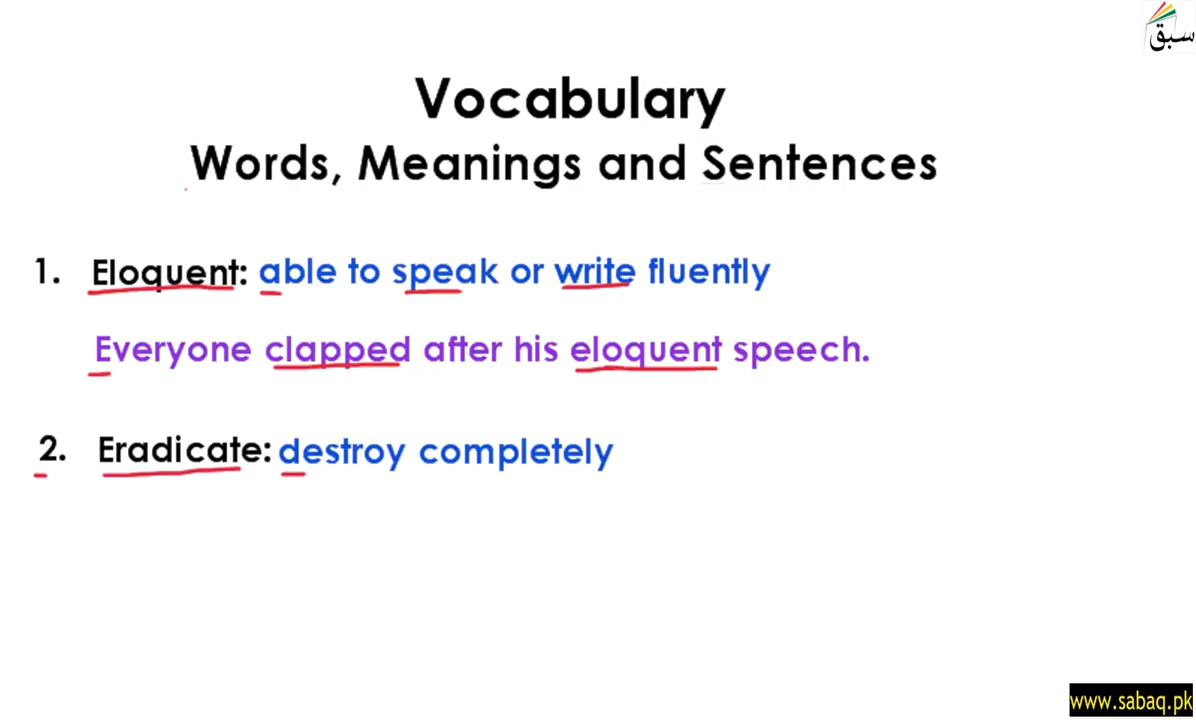 سبق
Vocabulary
Words, Meanings and Sentences
1. Eloquent: able to speak or write fluently
Everyone clapped after his eloquent speech.
2. Eradicate: destroy completely
www.sabaq.pk